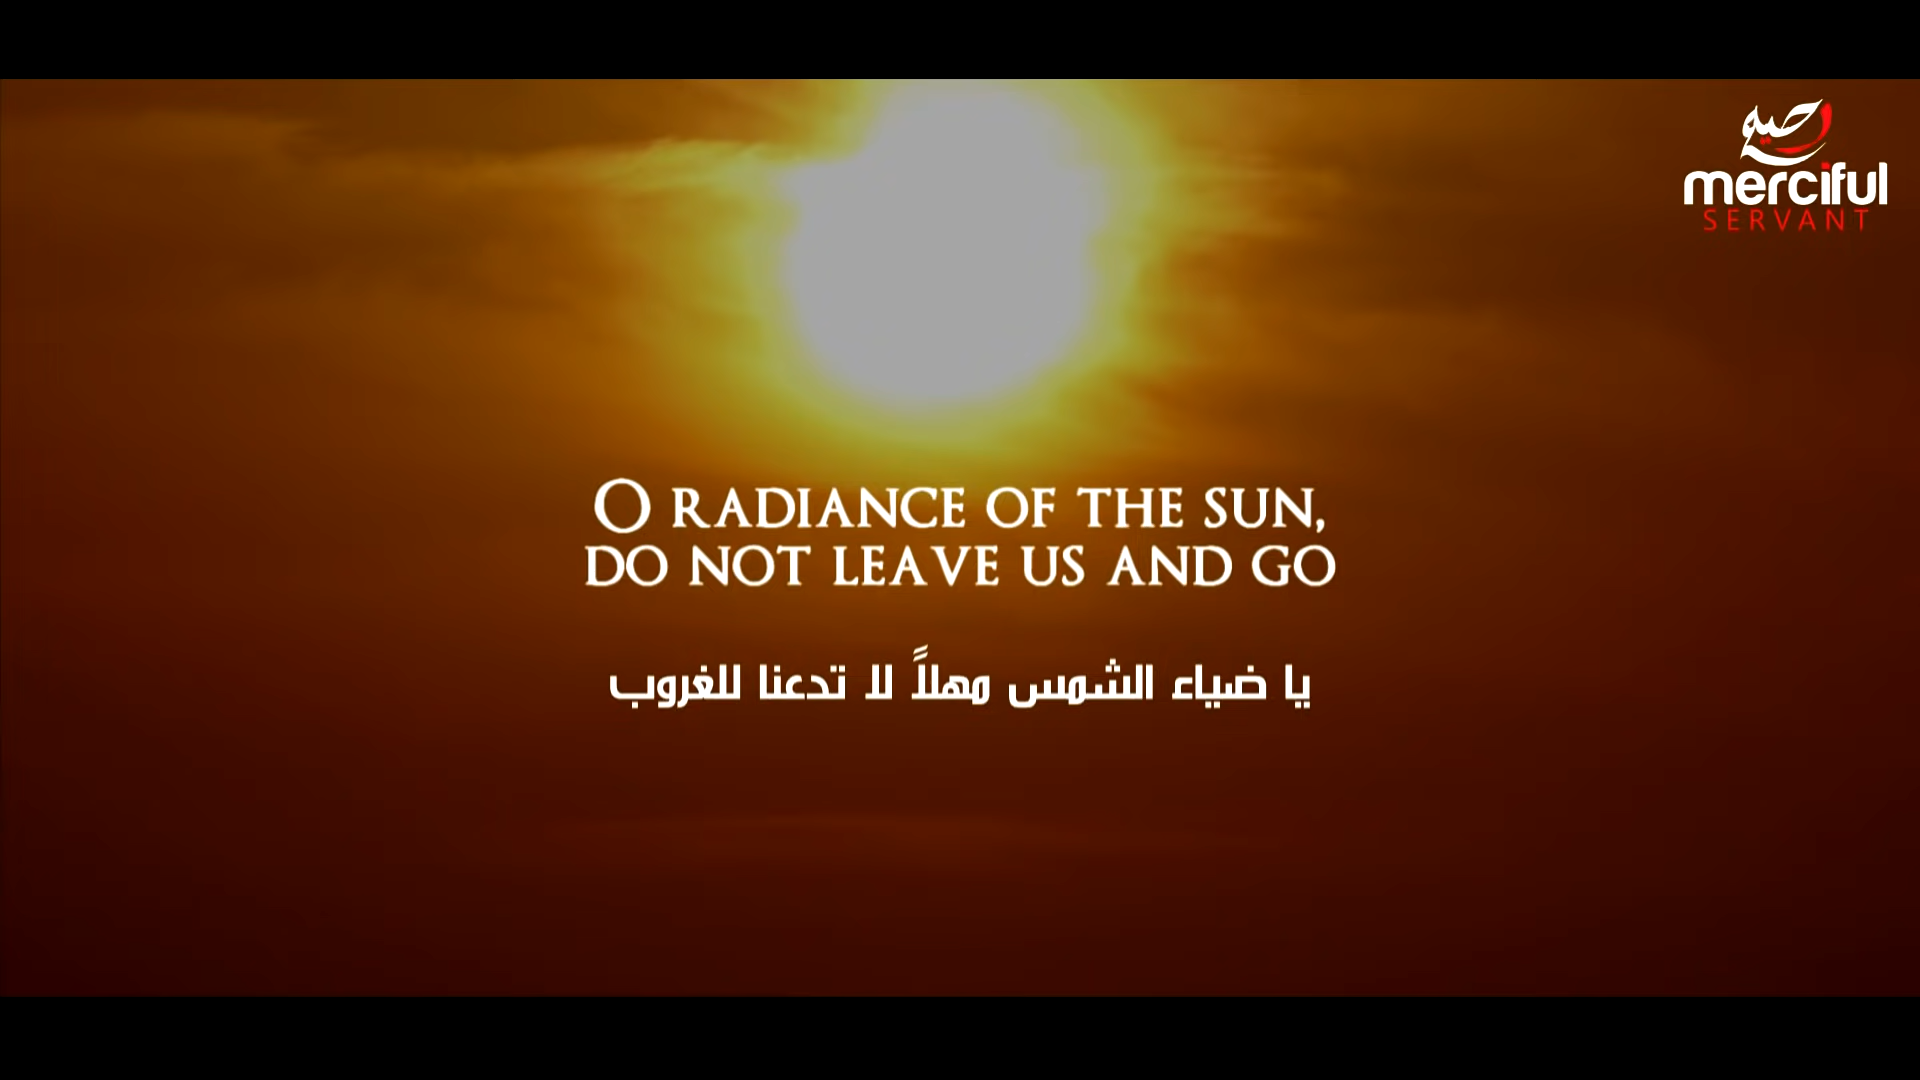 رحيم
merciful
SERVANT
O RADIANCE OF THE SUN,
DO NOT LEAVE US AND GO
يا ضياء الشمس مهلاً لا تدعنا للغروب